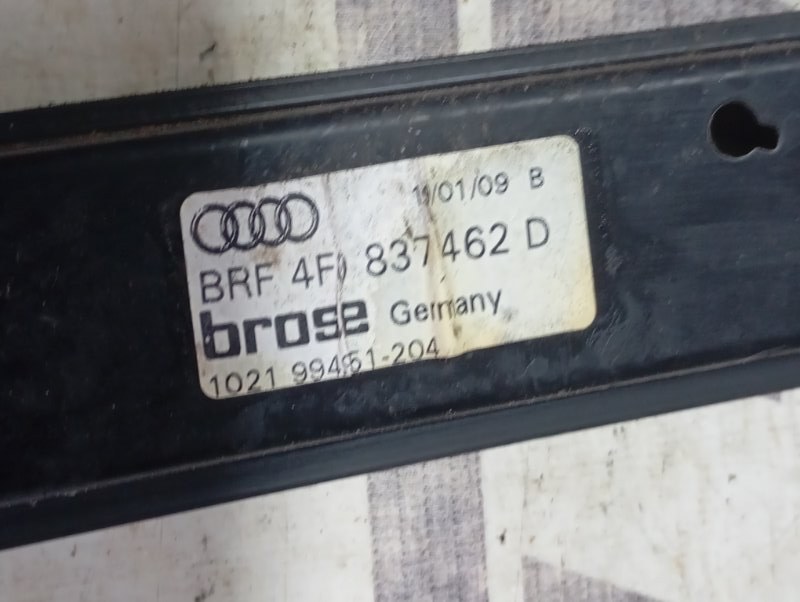 11/01/09 B
BRF 4F0 837462 D
brose Germany
1021 99451-204